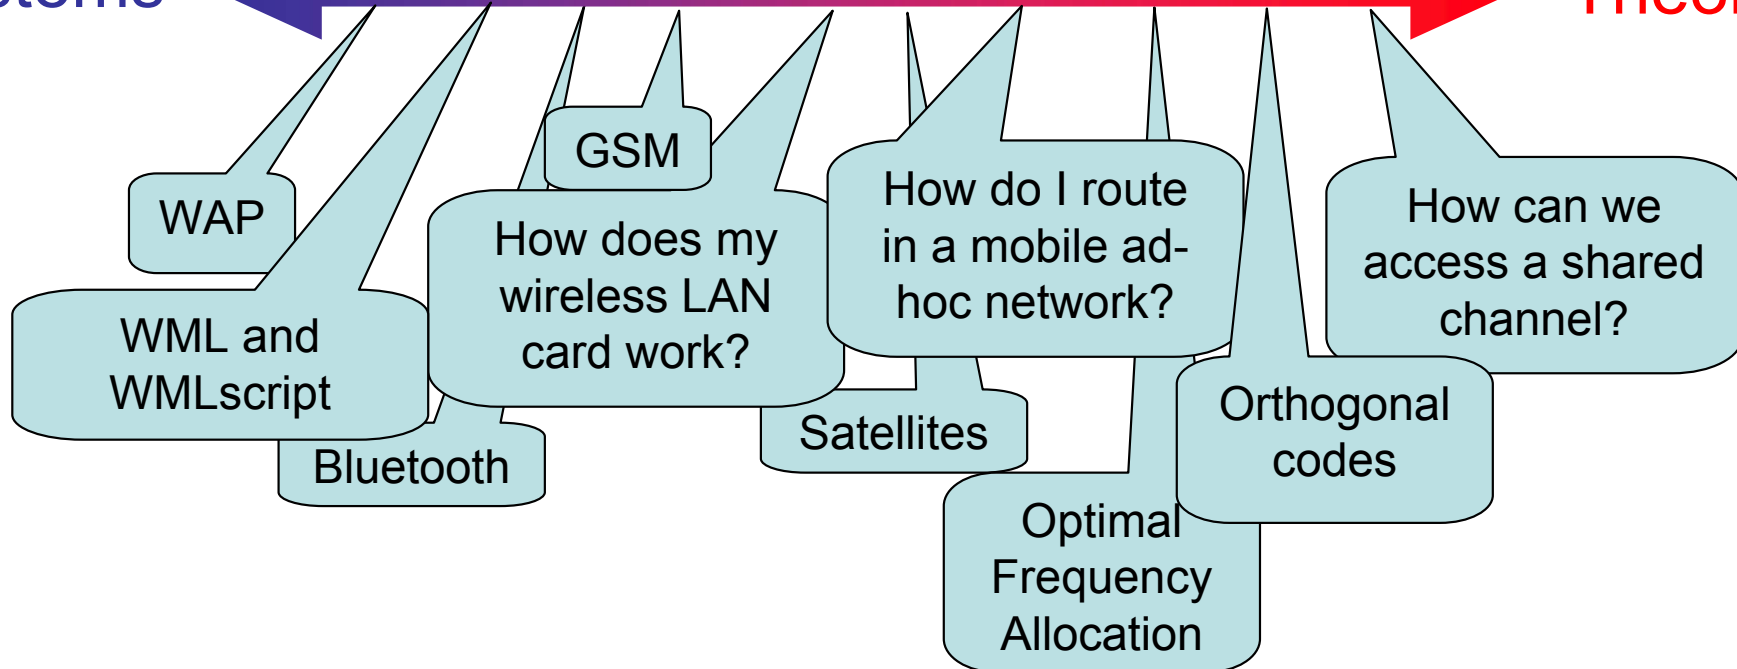 WAP
GSM
How does my
wireless LAN
card work?
How do I route
in a mobile ad-
hoc network?
How can we
access a shared
channel?
WML and
WMLscript
Bluetooth
Satellites
Orthogonal
codes
Optimal
Frequency
Allocation